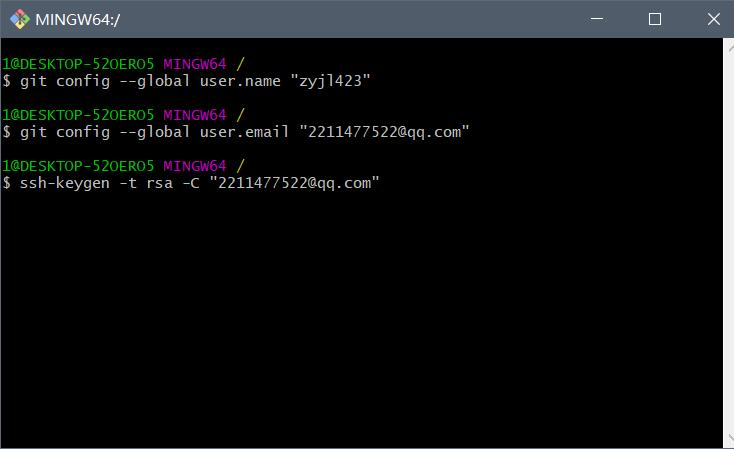 MINGW64:/
1@DESKTOP-52OERO5 MINGW64 /
$ git config --global user.name "zyjl423"
1@DESKTOP-52OERO5 MINGW64 /
$ git config --global user.email "2211477522@qq.com"
1@DESKTOP-52OERO5 MINGW64 /
$ ssh-keygen -t rsa -C "2211477522@qq.com"